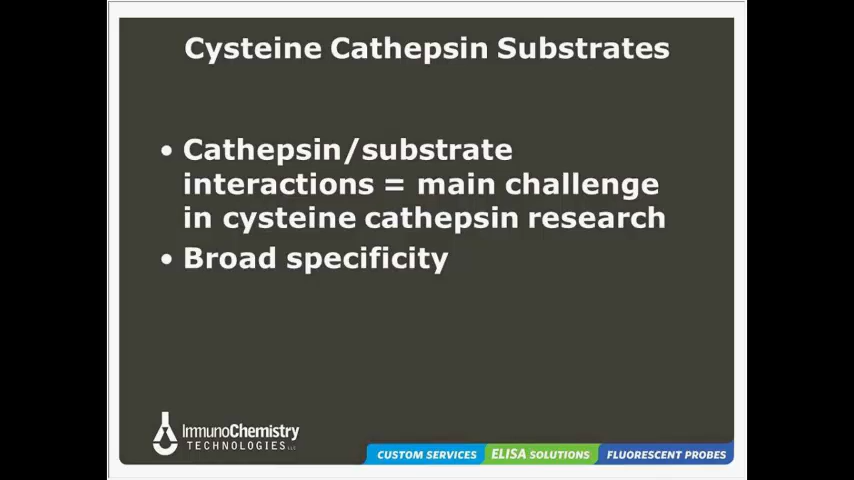 Cysteine Cathepsin Substrates
• Cathepsin/substrate
interactions = main challenge
in cysteine cathepsin research
• Broad specificity
ImmunoChemistry
TECHNOLOGIES LLC
CUSTOM SERVICES ELISA SOLUTIONS FLUORESCENT PROBES